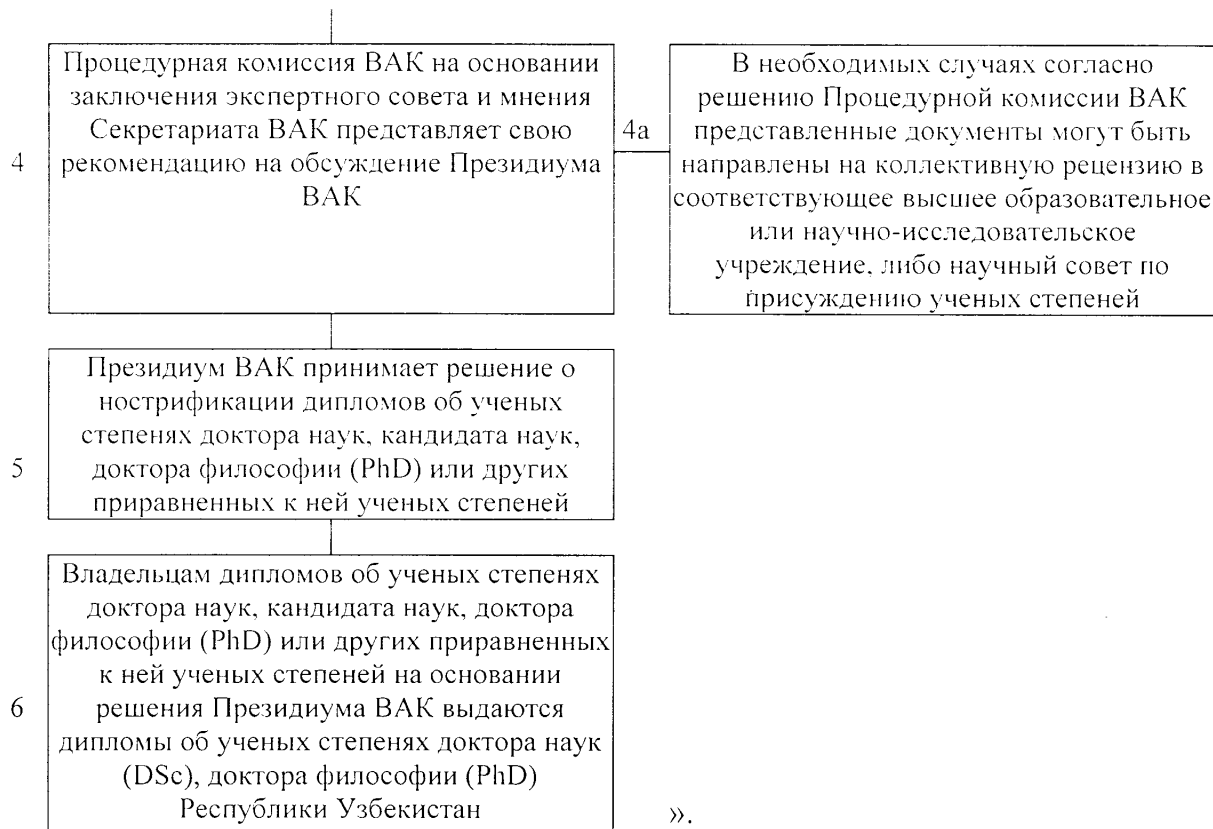 4
Процедурная комиссия ВАК на основании
заключения экспертного совета и мнения
Секретариата ВАК представляет свою
рекомендацию на обсуждение Президиума
ВАК
4а
В необходимых случаях согласно
решению Процедурной комиссии ВАК
представленные документы могут быть
направлены на коллективную рецензию в
соответствующее высшее образовательное
или научно-исследовательское
учреждение, либо научный совет по
присуждению ученых степеней
5
Президиум ВАК принимает решение о
нострификации дипломов об ученых
степенях доктора наук, кандидата наук,
доктора философии (PhD) или других
приравненных к ней ученых степеней
6
Владельцам дипломов об ученых степенях
доктора наук, кандидата наук, доктора
философии (PhD) или других приравненных
к ней ученых степеней на основании
решения Президиума ВАК выдаются
дипломы об ученых степенях доктора наук
(DSc), доктора философии (PhD)
Республики Узбекистан
».